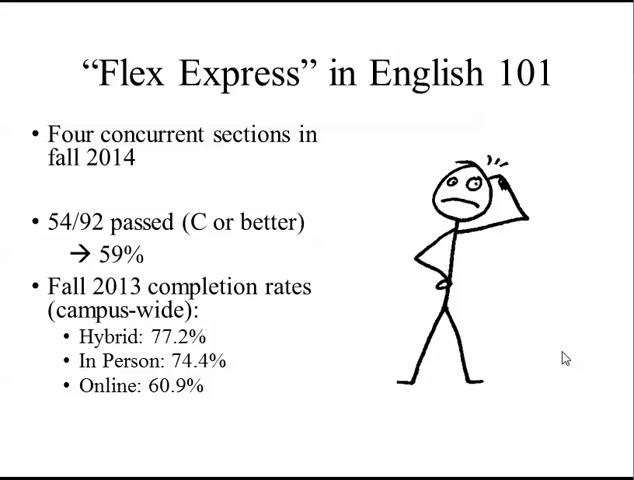 “Flex Express” in English 101
• Four concurrent sections in
fall 2014
• 54/92 passed (C or better)
→ 59%
• Fall 2013 completion rates
(campus-wide):
• Hybrid: 77.2%
• In Person: 74.4%
• Online: 60.9%